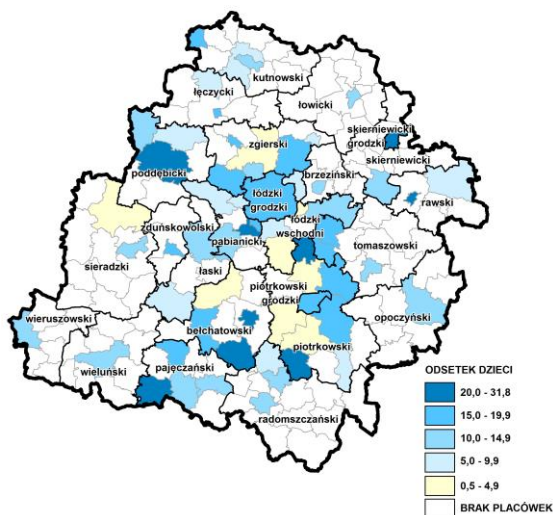 kutnowski
łęczycki
łowicki
skierniewicki
grodzki
zgierski
skierniewicki
poddębicki
brzeziński
łódzki
grodzki
rawski
łódzki
wschodni
zduńskowolski
pabianicki
tomaszowski
sieradzki
łaski
piotrkowski
grodzki
wieruszowski
opoczyński
bełchatowski
piotrkowski
wieluński
pajęczański
radomszczański
ODSETEK DZIECI
20,0 - 31,8
15,0 - 19,9
10,0 - 14,9
5,0 - 9,9
0,5 - 4,9
BRAK PLACÓWEK